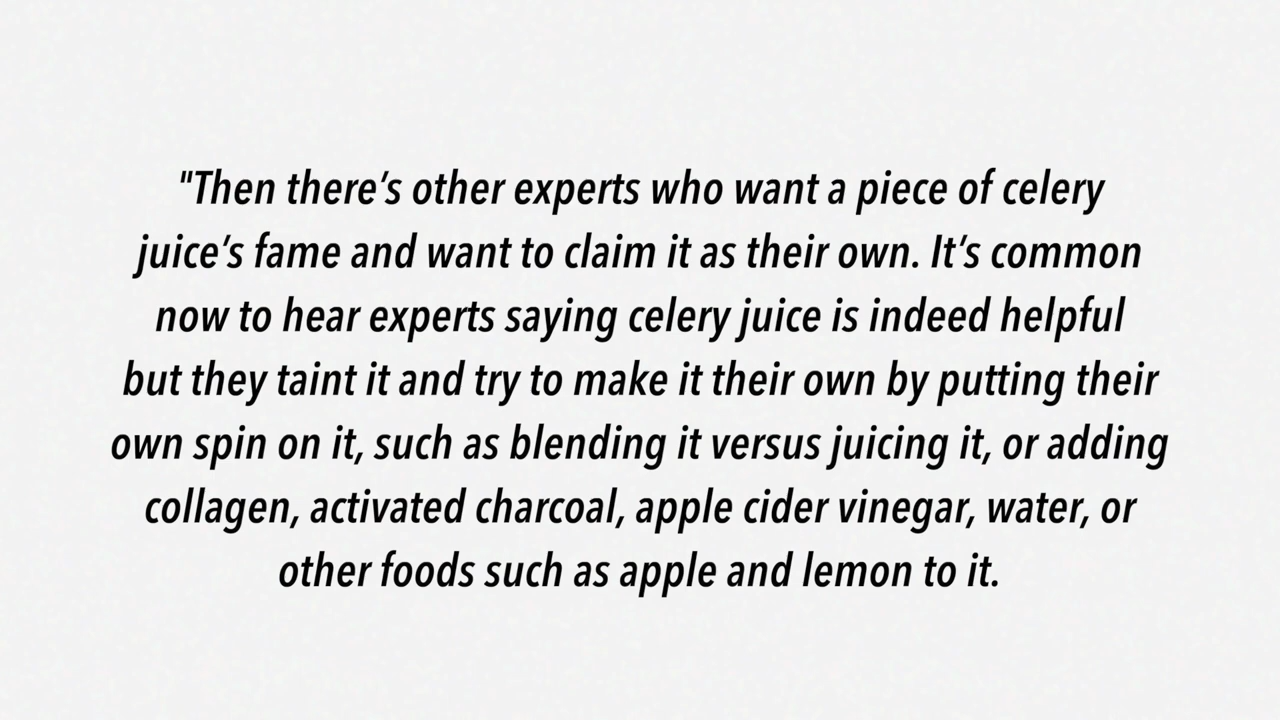 "Then there’s other experts who want a piece of celery
juice’s fame and want to claim it as their own. It’s common
now to hear experts saying celery juice is indeed helpful
but they taint it and try to make it their own by putting their
own spin on it, such as blending it versus juicing it, or adding
collagen, activated charcoal, apple cider vinegar, water, or
other foods such as apple and lemon to it.